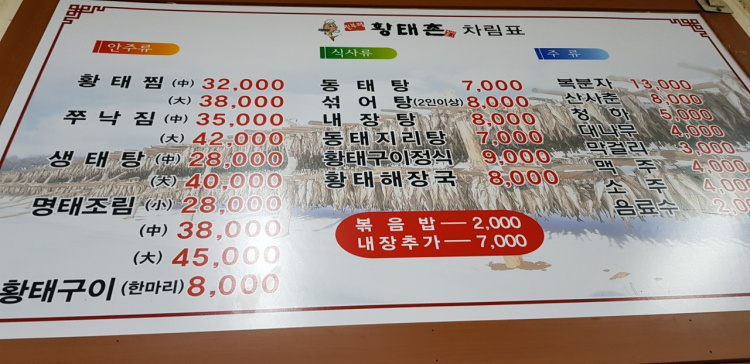 황태촌 차림표
안주류
황태찜 (中) 32,000
(大) 38,000
쭈낙짐 (中) 35,000
(大) 42,000
생태탕 (中) 28,000
(大) 40,000
명태조림 (小) 28,000
(中) 38,000
(大) 45,000
황태구이 (한마리) 8,000
식사류
동태탕 7,000
섞어탕 (2인이상) 8,000
내장탕 8,000
동태지리탕 7,000
황태구이정식 9,000
황태해장국 8,000
볶음밥 — 2,000
내장추가 — 7,000
주류
복분자 13,000
산사춘 8,000
청하 5,000
대나무 4,000
막걸리 3,000
맥주 4,000
소주 4,000
음료수